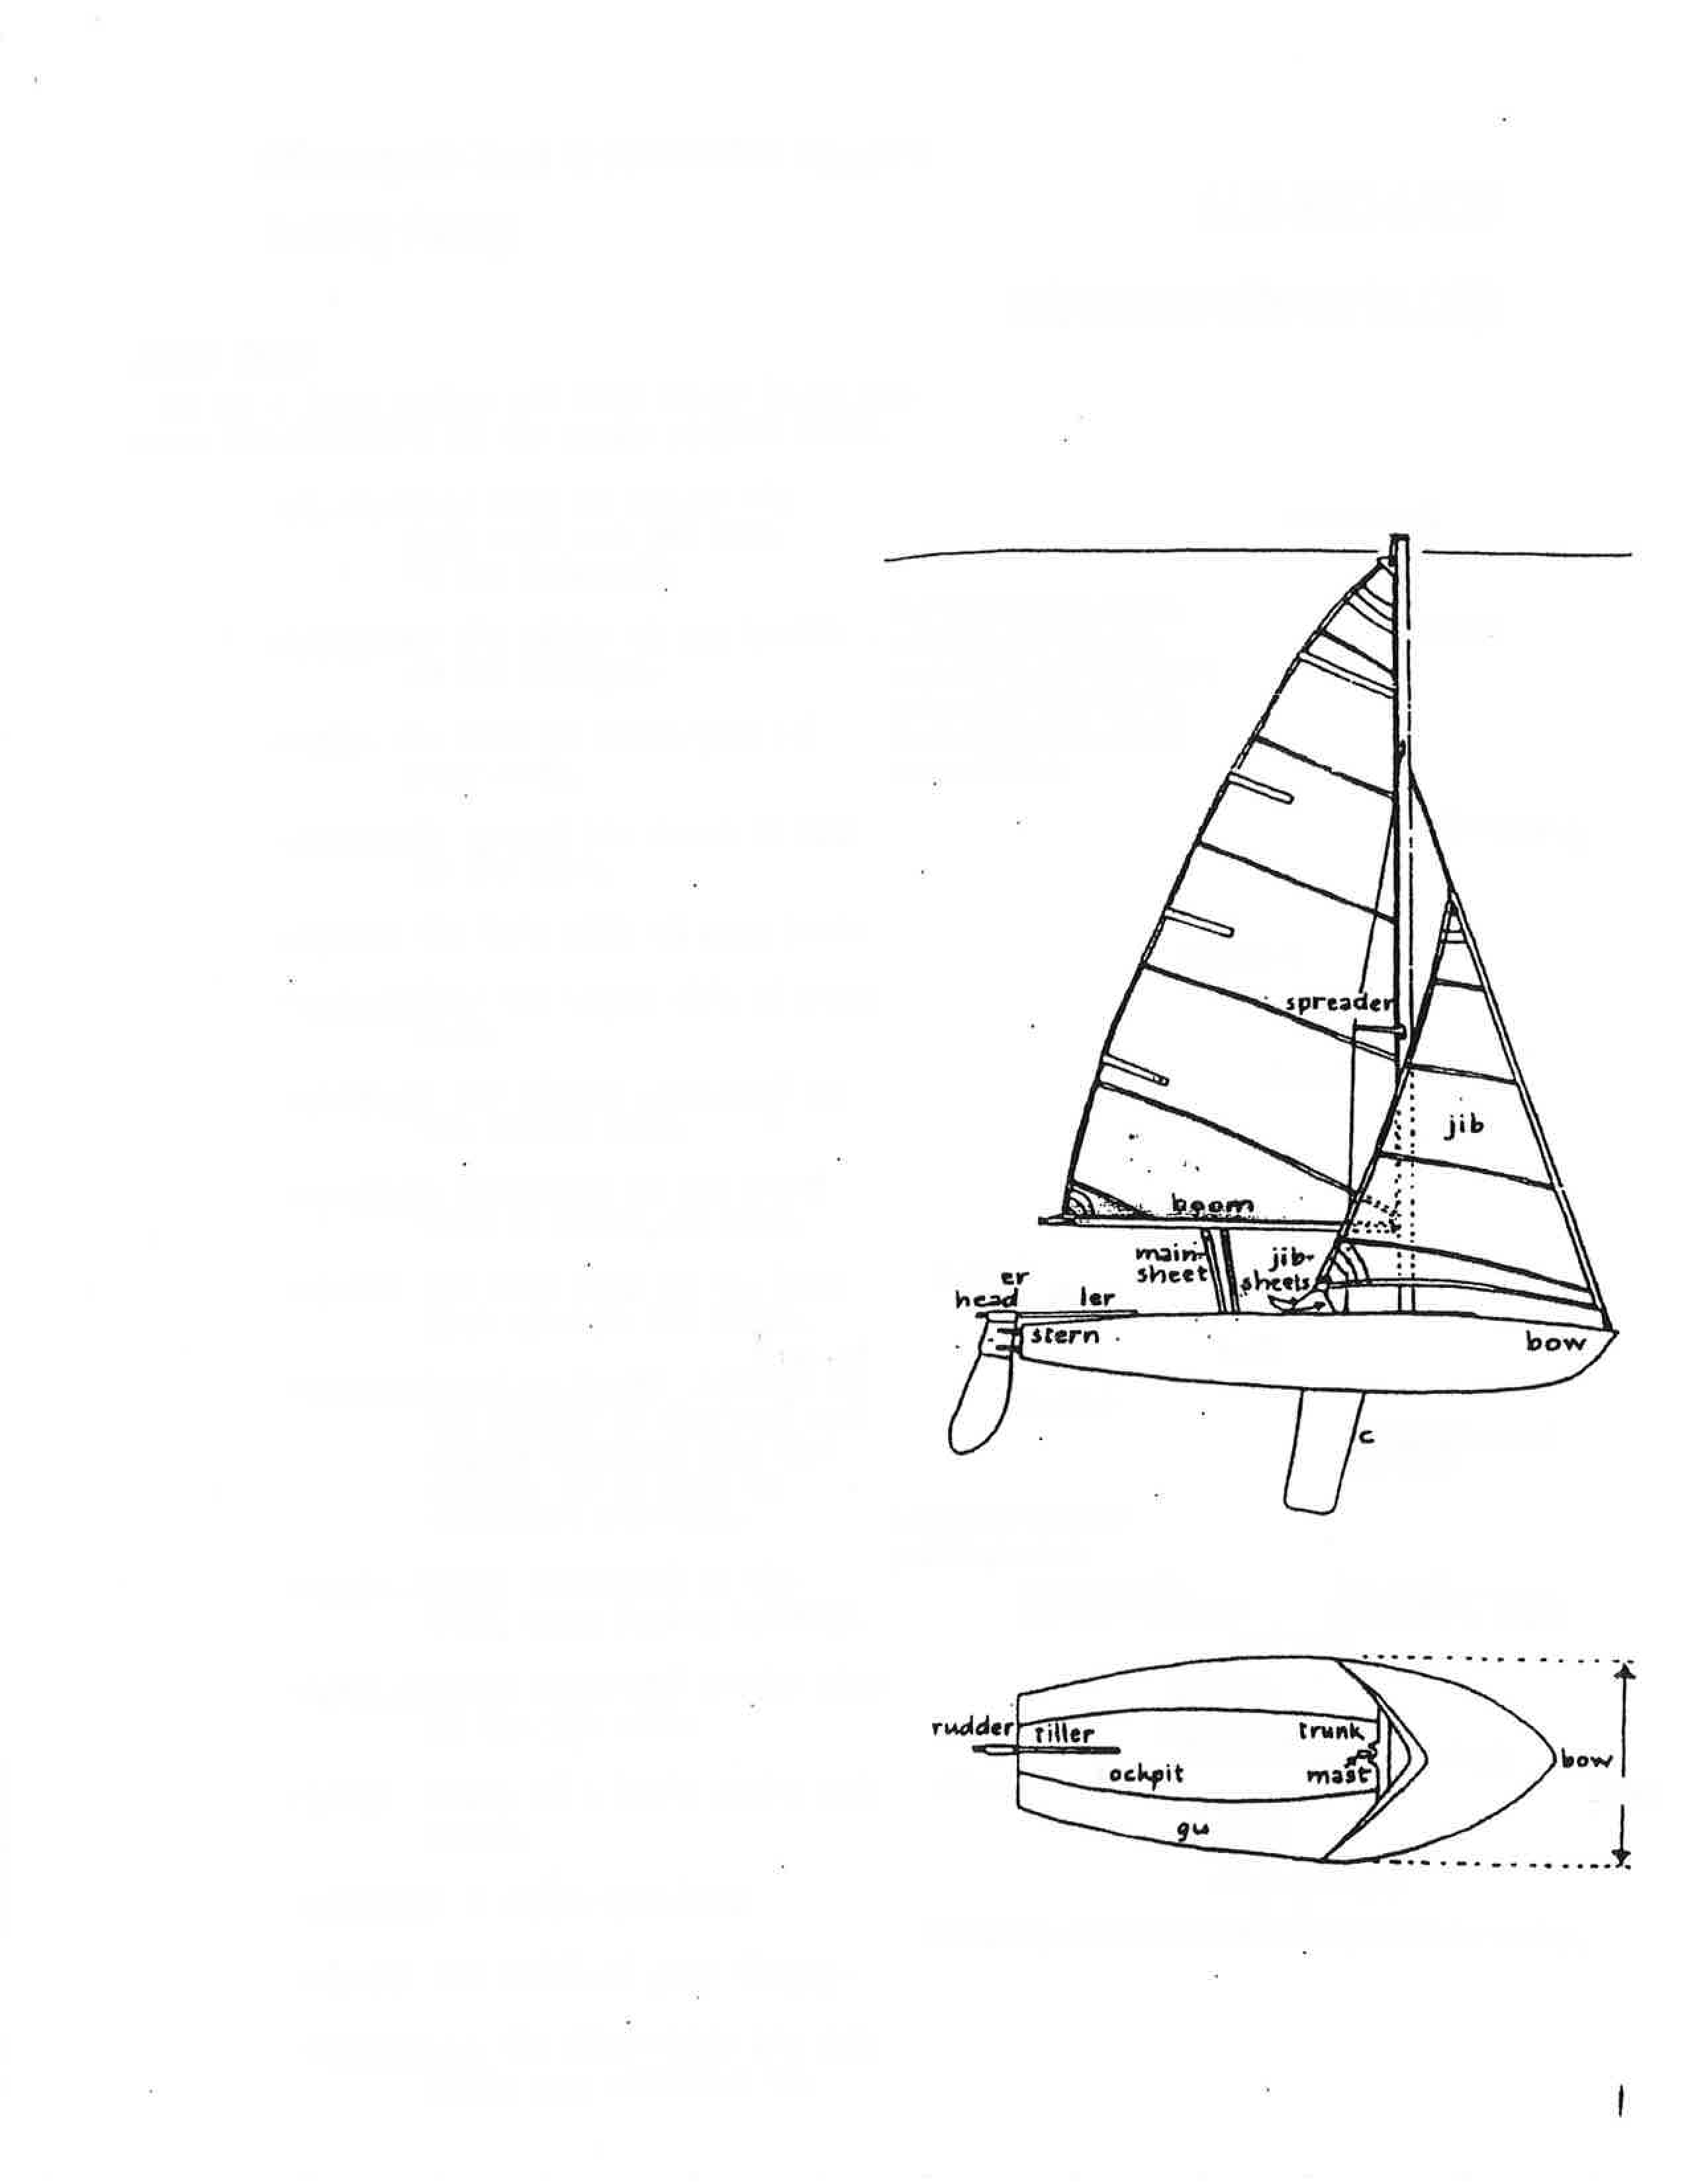 spreader
jib
boom
main-
sheet
jib-
sheets
er
head
ler
stern
bow
c
rudder
tiller
trunk
ockpit
mast
bow
gu
1